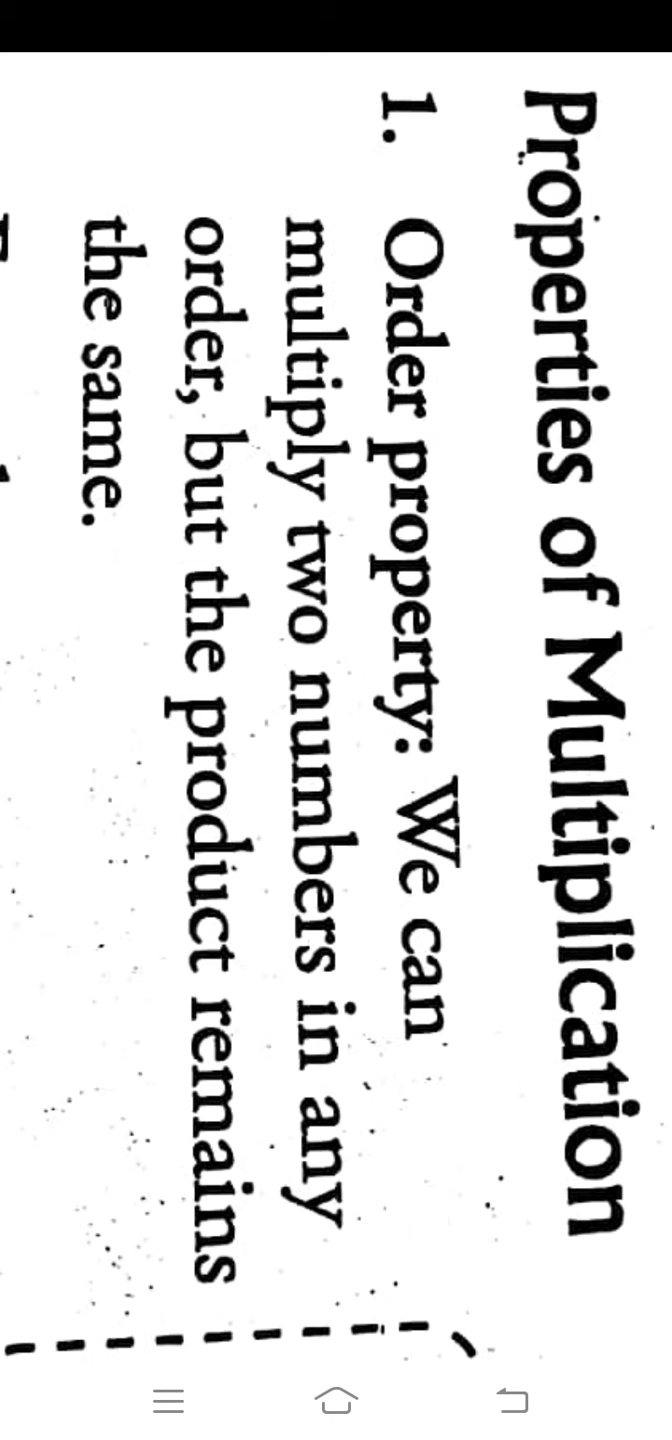 Properties of Multiplication
1. Order property: We can
multiply two numbers in any
order, but the product remains
the same.